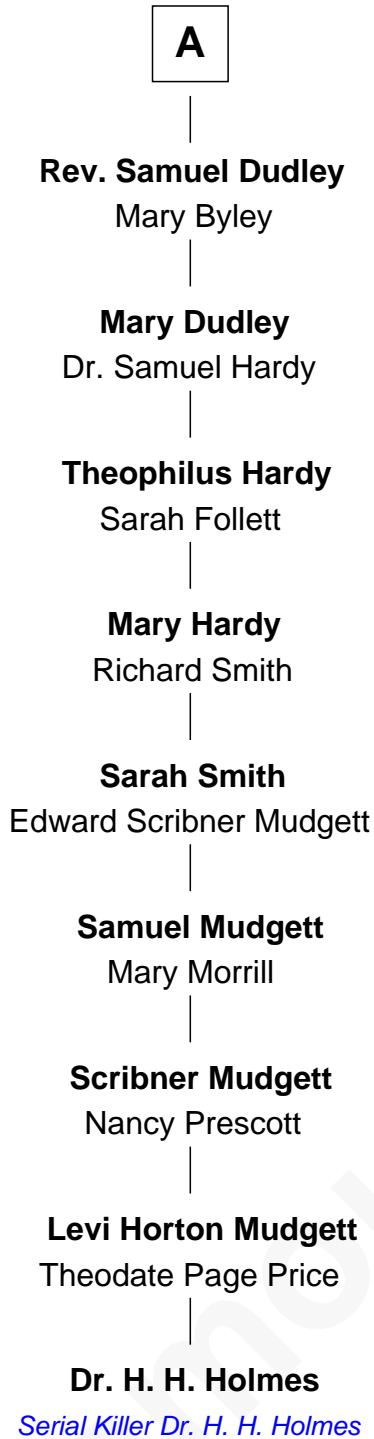 A
Rev. Samuel Dudley
Mary Byley
Mary Dudley
Dr. Samuel Hardy
Theophilus Hardy
Sarah Follett
Mary Hardy
Richard Smith
Sarah Smith
Edward Scribner Mudgett
Samuel Mudgett
Mary Morrill
Scribner Mudgett
Nancy Prescott
Levi Horton Mudgett
Theodate Page Price
Dr. H. H. Holmes
Serial Killer Dr. H. H. Holmes